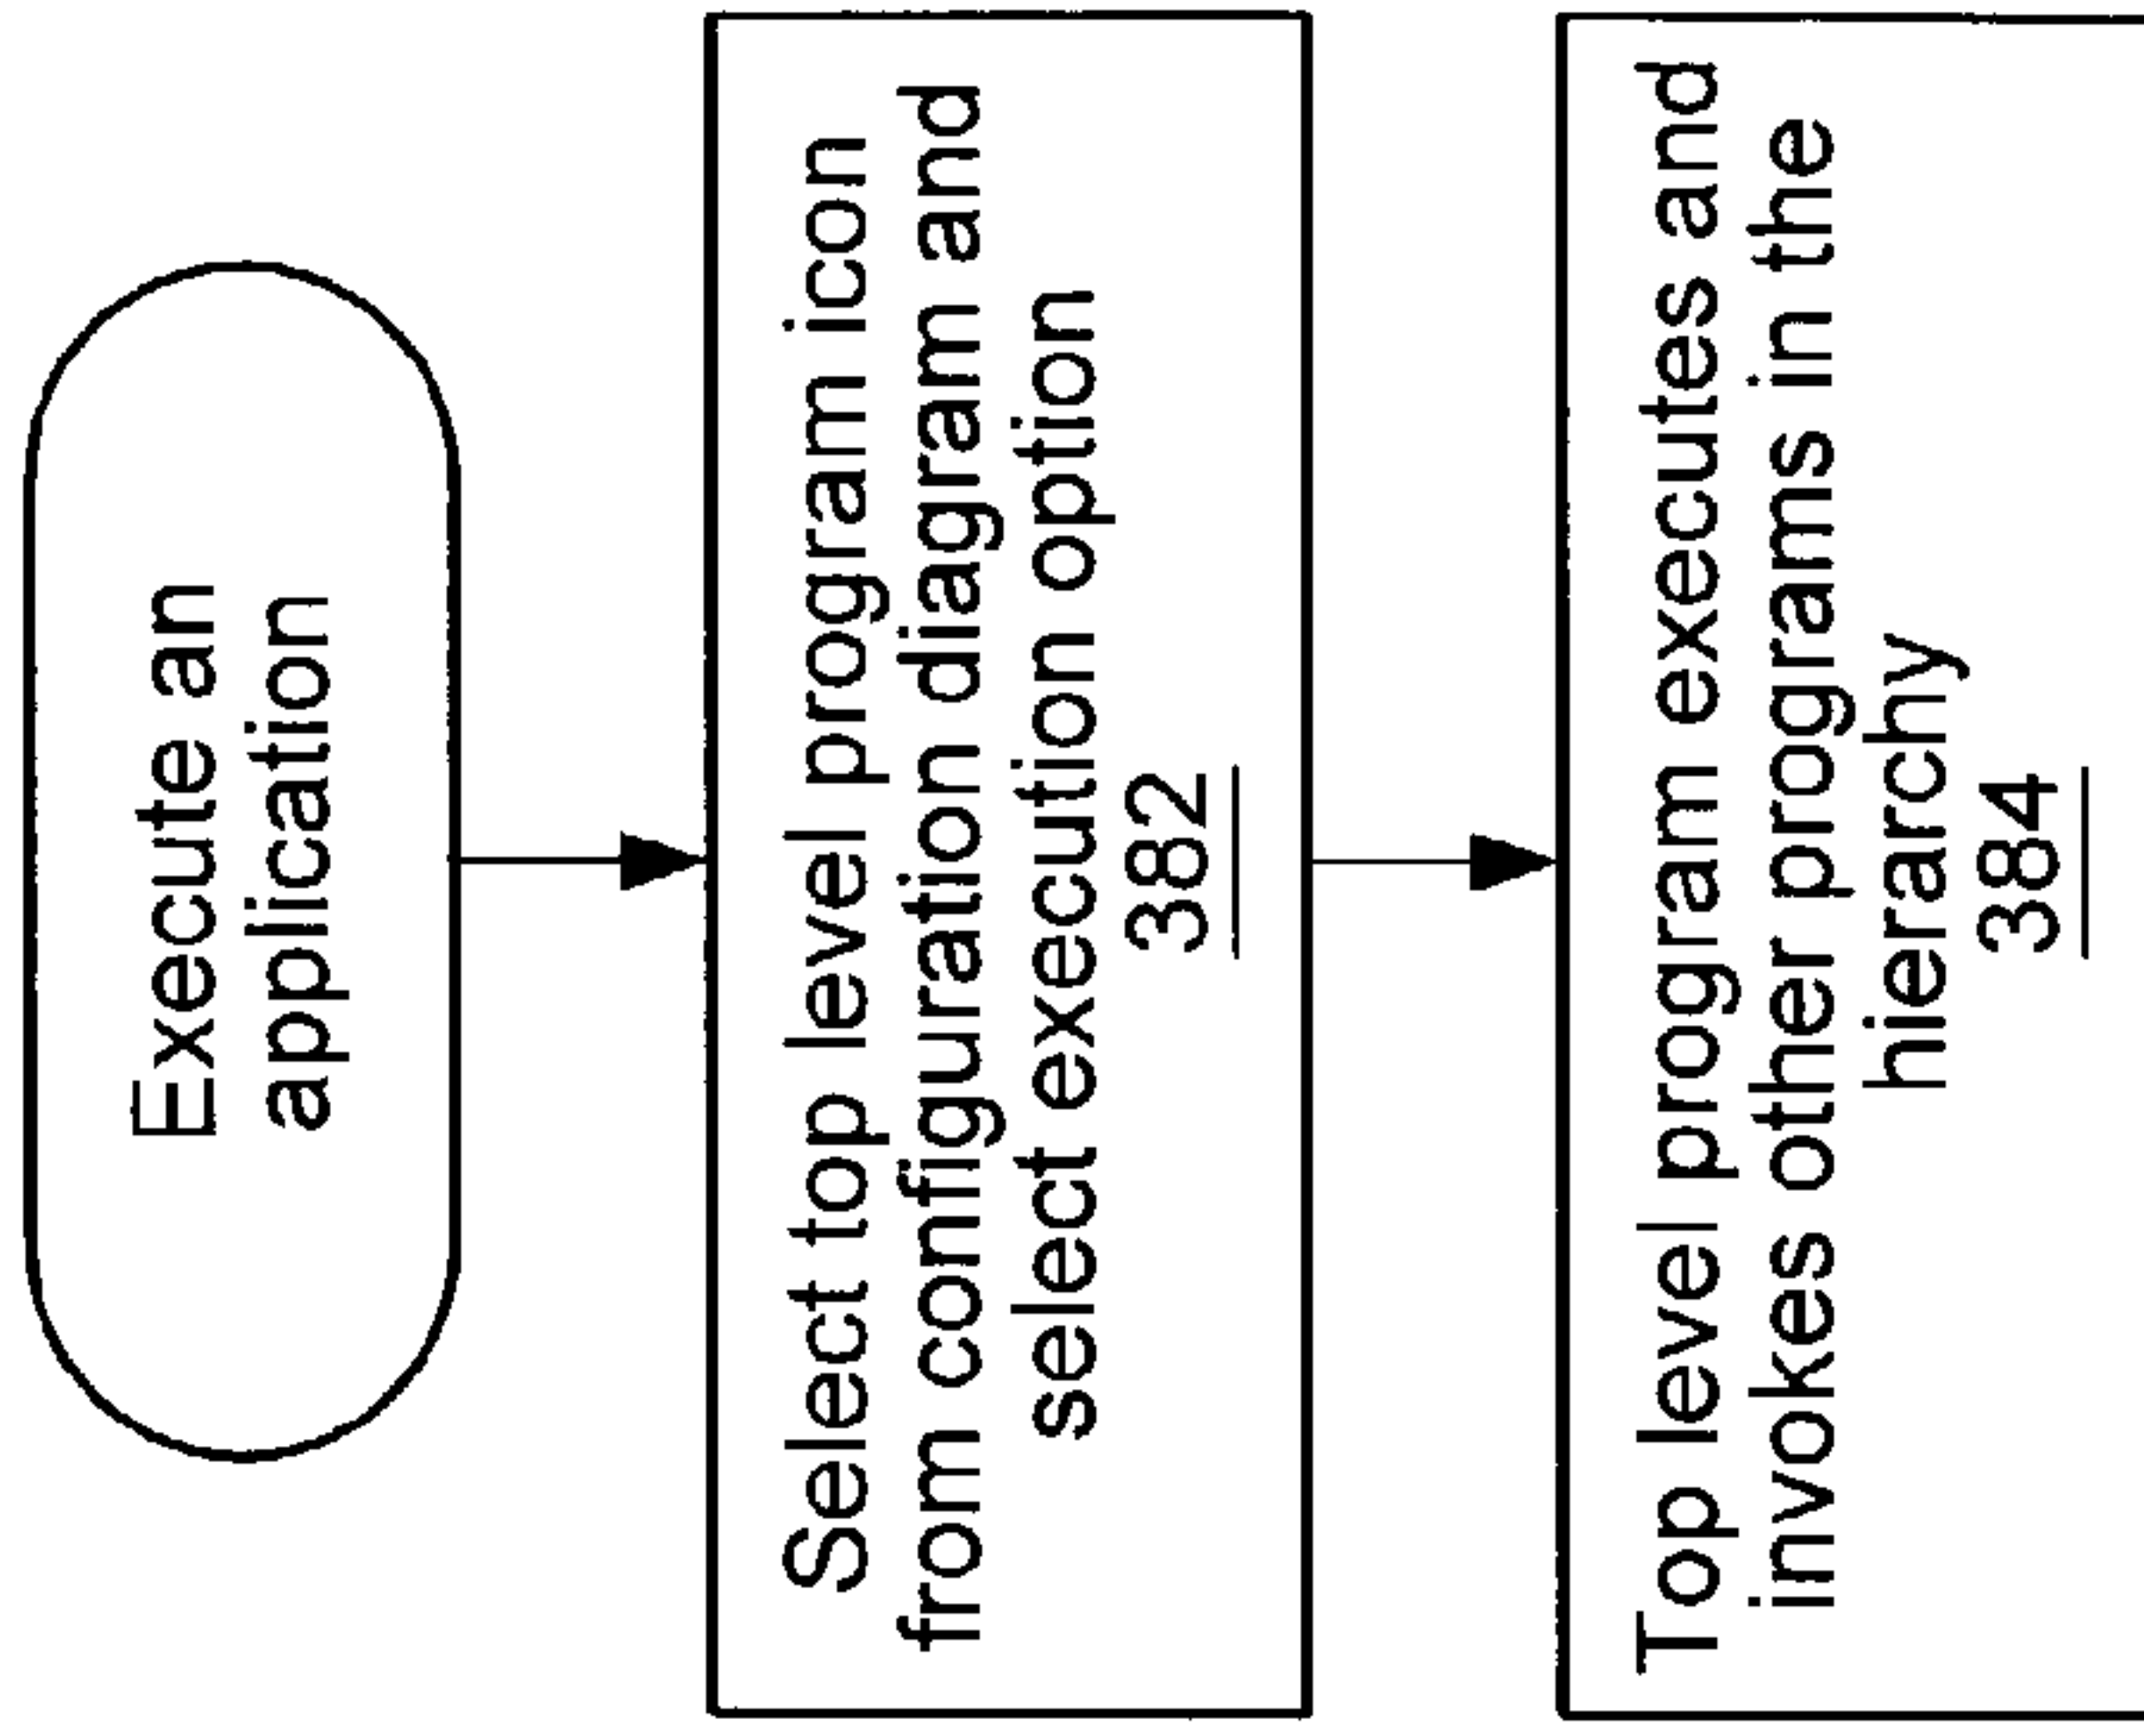 Execute an
application
Select top level program icon
from configuration diagram and
select execution option
382
Top level program executes and
invokes other programs in the
hierarchy
384